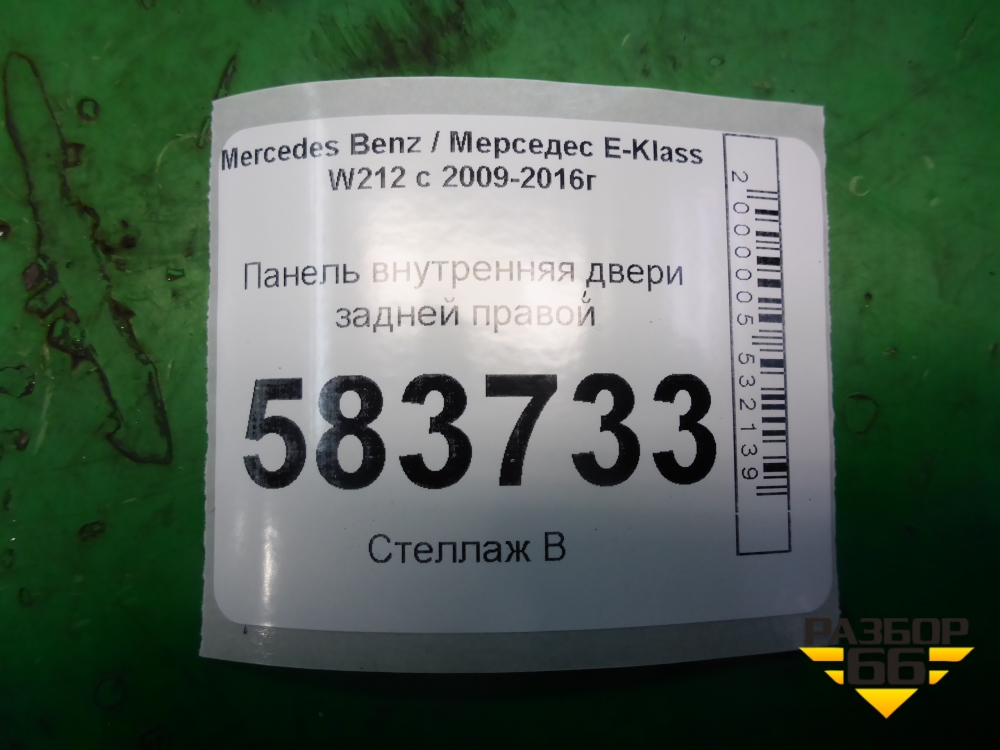 Mercedes Benz / Мерседес E-Klass
W212 с 2009-2016г
Панель внутренняя двери
задней правой
583733
Стеллаж В
2000005532139
РАЗБОР
66